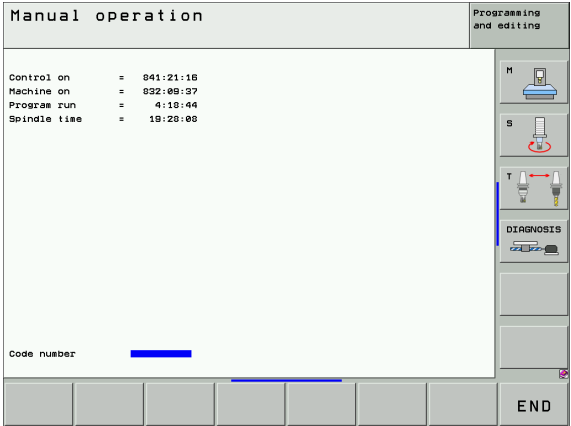 Manual operation
Programming
and editing
Control on = 841:21:16
Machine on = 832:09:37
Program run = 4:18:44
Spindle time = 19:28:08
M
S
T
DIAGNOSIS
Code number
END